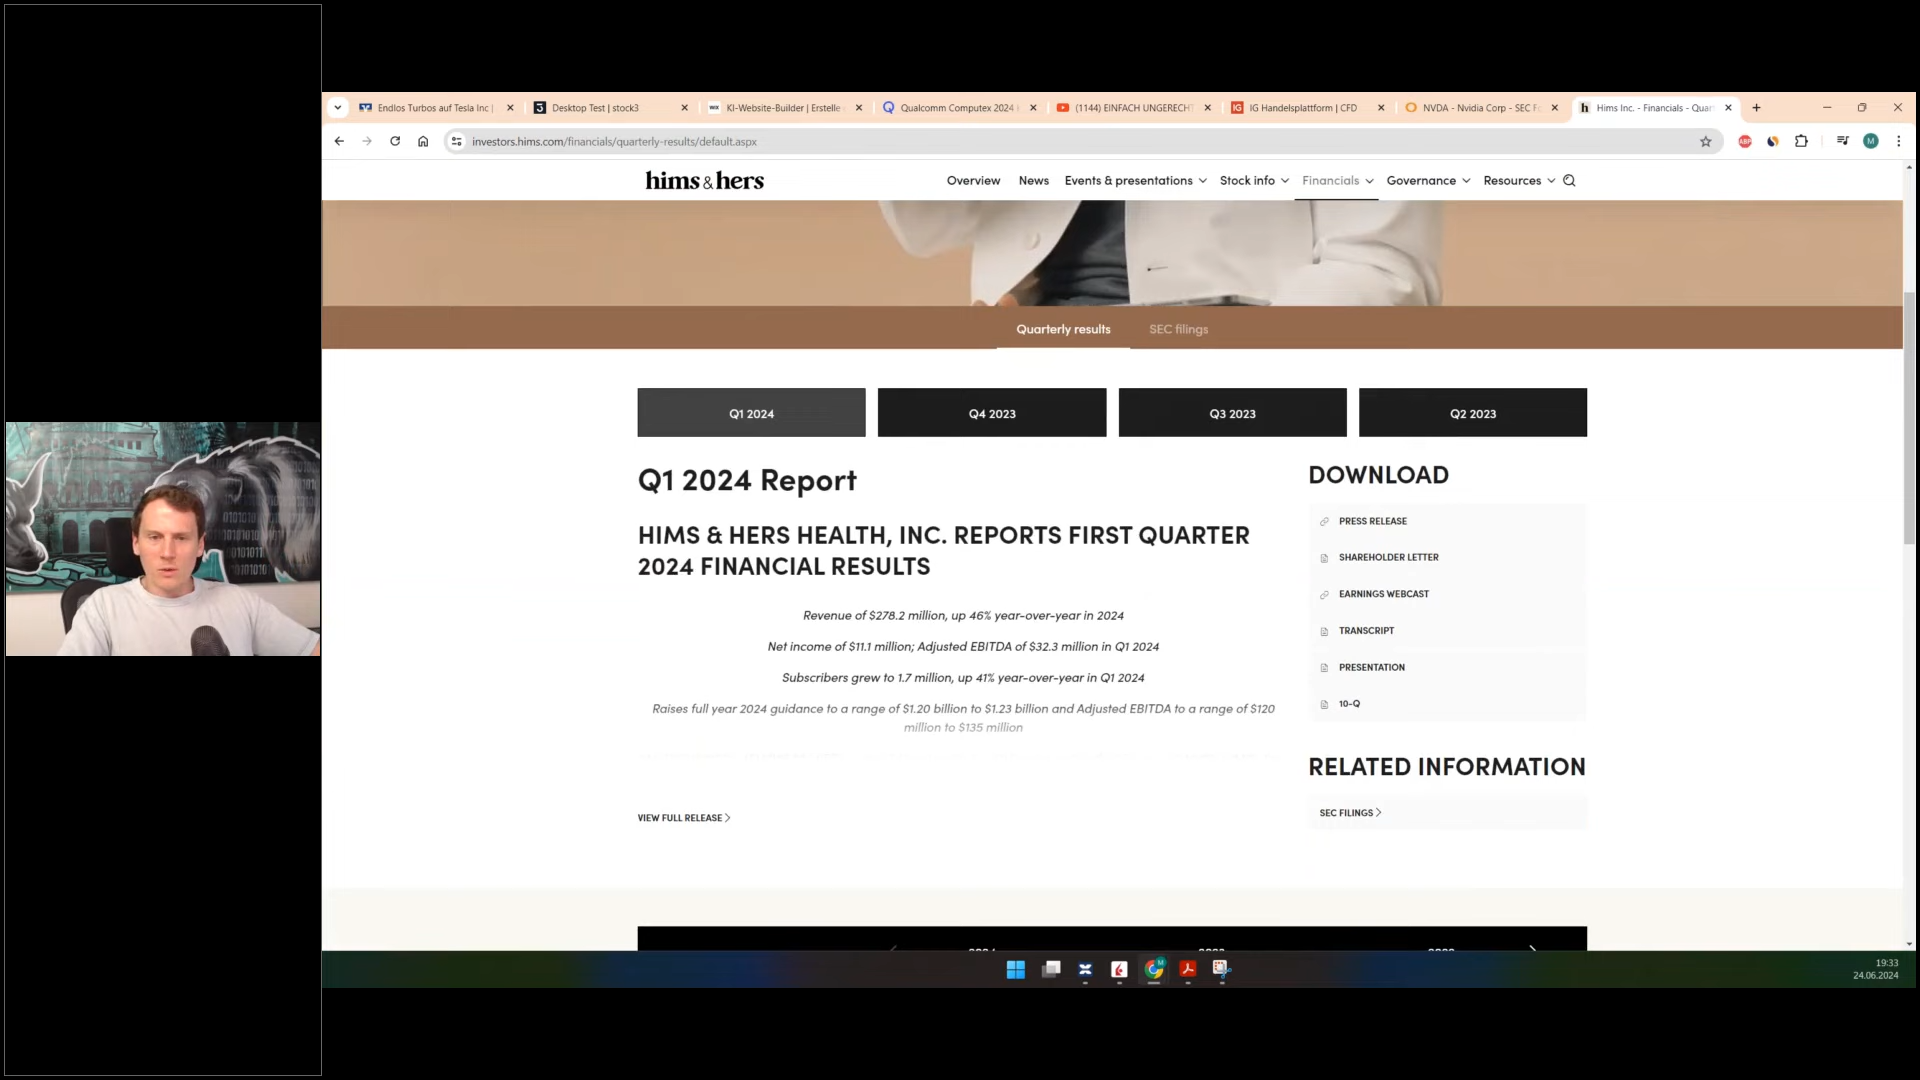 Endlos Turbos auf Tesla Inc |
Desktop Test | stock3
KI-Website-Builder | Erstelle
Qualcomm Computex 2024
(1144) EINFACH UNGERECHT
IG Handelsplattform | CFD
NVDA - Nvidia Corp - SEC F
Hims Inc. - Financials - Quar
investors.hims.com/financials/quarterly-results/default.aspx
ABP
M
hims & hers
Overview
News
Events & presentations
Stock info
Financials
Governance
Resources
Quarterly results
SEC filings
Q1 2024
Q4 2023
Q3 2023
Q2 2023
Q1 2024 Report
HIMS & HERS HEALTH, INC. REPORTS FIRST QUARTER
2024 FINANCIAL RESULTS
Revenue of $278.2 million, up 46% year-over-year in 2024
Net income of $11.1 million; Adjusted EBITDA of $32.3 million in Q1 2024
Subscribers grew to 1.7 million, up 41% year-over-year in Q1 2024
Raises full year 2024 guidance to a range of $1.20 billion to $1.23 billion and Adjusted EBITDA to a range of $120
million to $135 million
VIEW FULL RELEASE
DOWNLOAD
PRESS RELEASE
SHAREHOLDER LETTER
EARNINGS WEBCAST
TRANSCRIPT
PRESENTATION
10-Q
RELATED INFORMATION
SEC FILINGS
19:33
24.06.2024